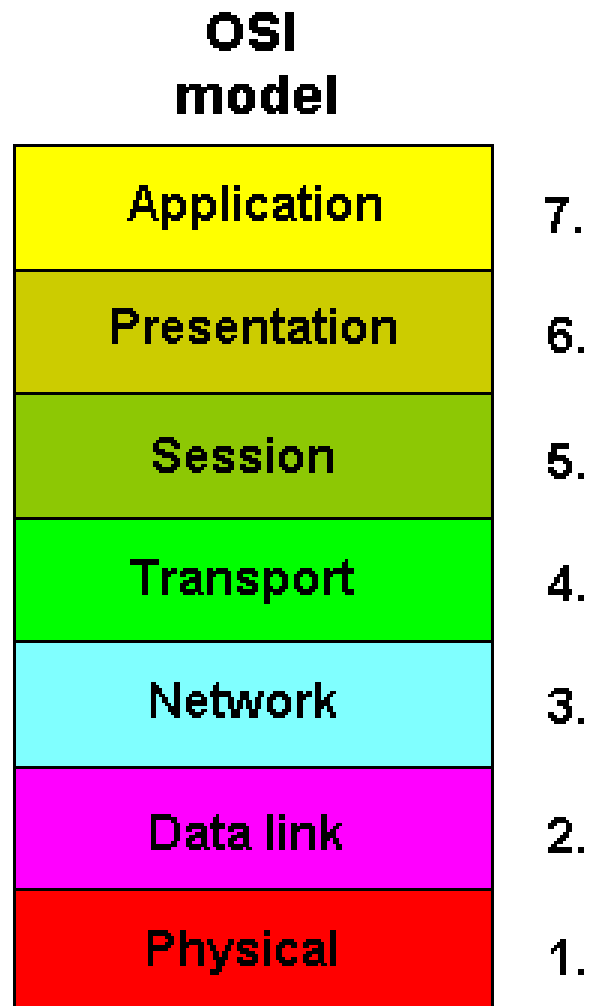 OSI
model
Application 7.
Presentation 6.
Session 5.
Transport 4.
Network 3.
Data link 2.
Physical 1.